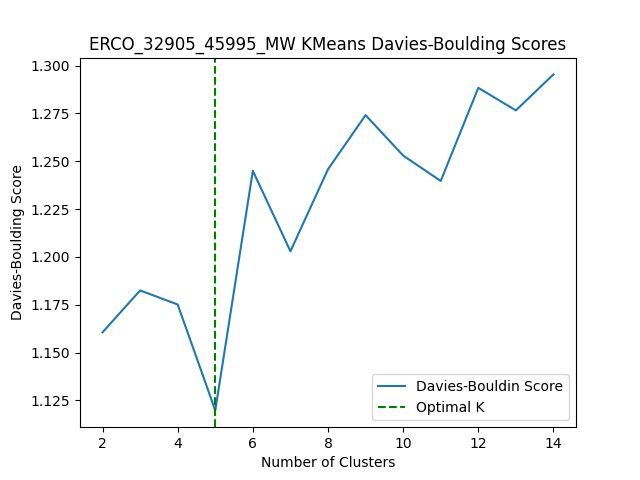 ERCO_32905_45995_MW KMeans Davies-Boulding Scores
1.300
1.275
1.250
1.225
1.200
1.175
1.150
1.125
Davies-Boulding Score
Davies-Bouldin Score
Optimal K
2 4 6 8 10 12 14
Number of Clusters